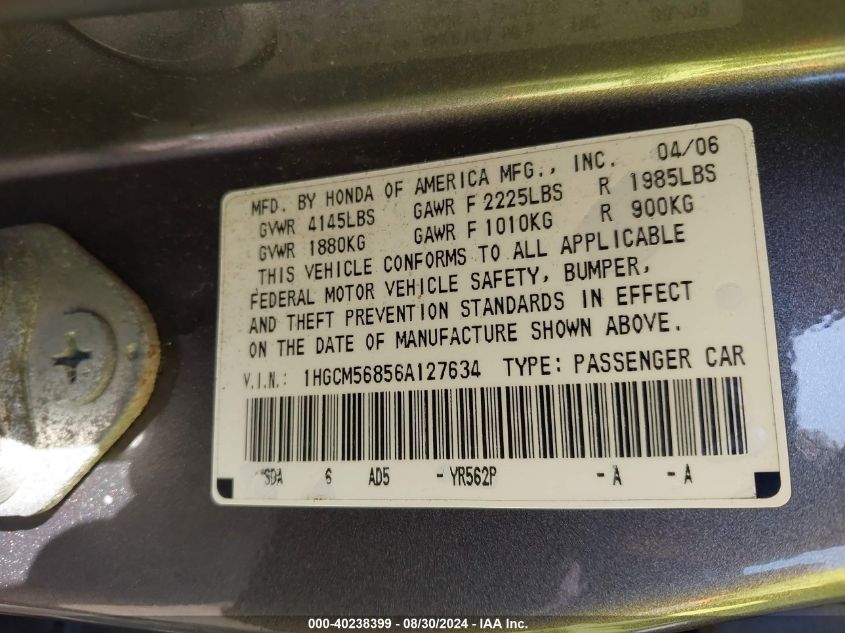 MFD. BY HONDA OF AMERICA MFG., INC. 04/06
GVWR 4145LBS GAWR F 2225LBS R 1985LBS
GVWR 1880KG GAWR F 1010KG R 900KG
THIS VEHICLE CONFORMS TO ALL APPLICABLE
FEDERAL MOTOR VEHICLE SAFETY, BUMPER,
AND THEFT PREVENTION STANDARDS IN EFFECT
ON THE DATE OF MANUFACTURE SHOWN ABOVE.
V.I.N.: 1HGCM56856A127634 TYPE: PASSENGER CAR
SDA 6 AD5 - YR562P - A - A
000-40238399 | 08/30/2024 - IAA Inc.